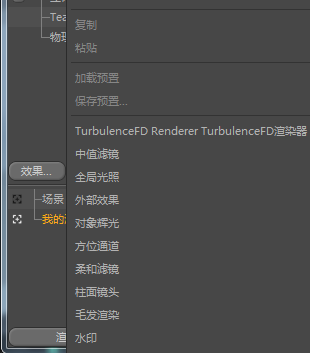 Tea
物理
复制
粘贴
加载预置
保存预置...
TurbulenceFD Renderer TurbulenceFD渲染器
中值滤镜
全局光照
效果...
外部效果
场景
对象辉光
我的
方位通道
柔和滤镜
柱面镜头
毛发渲染
渲
水印